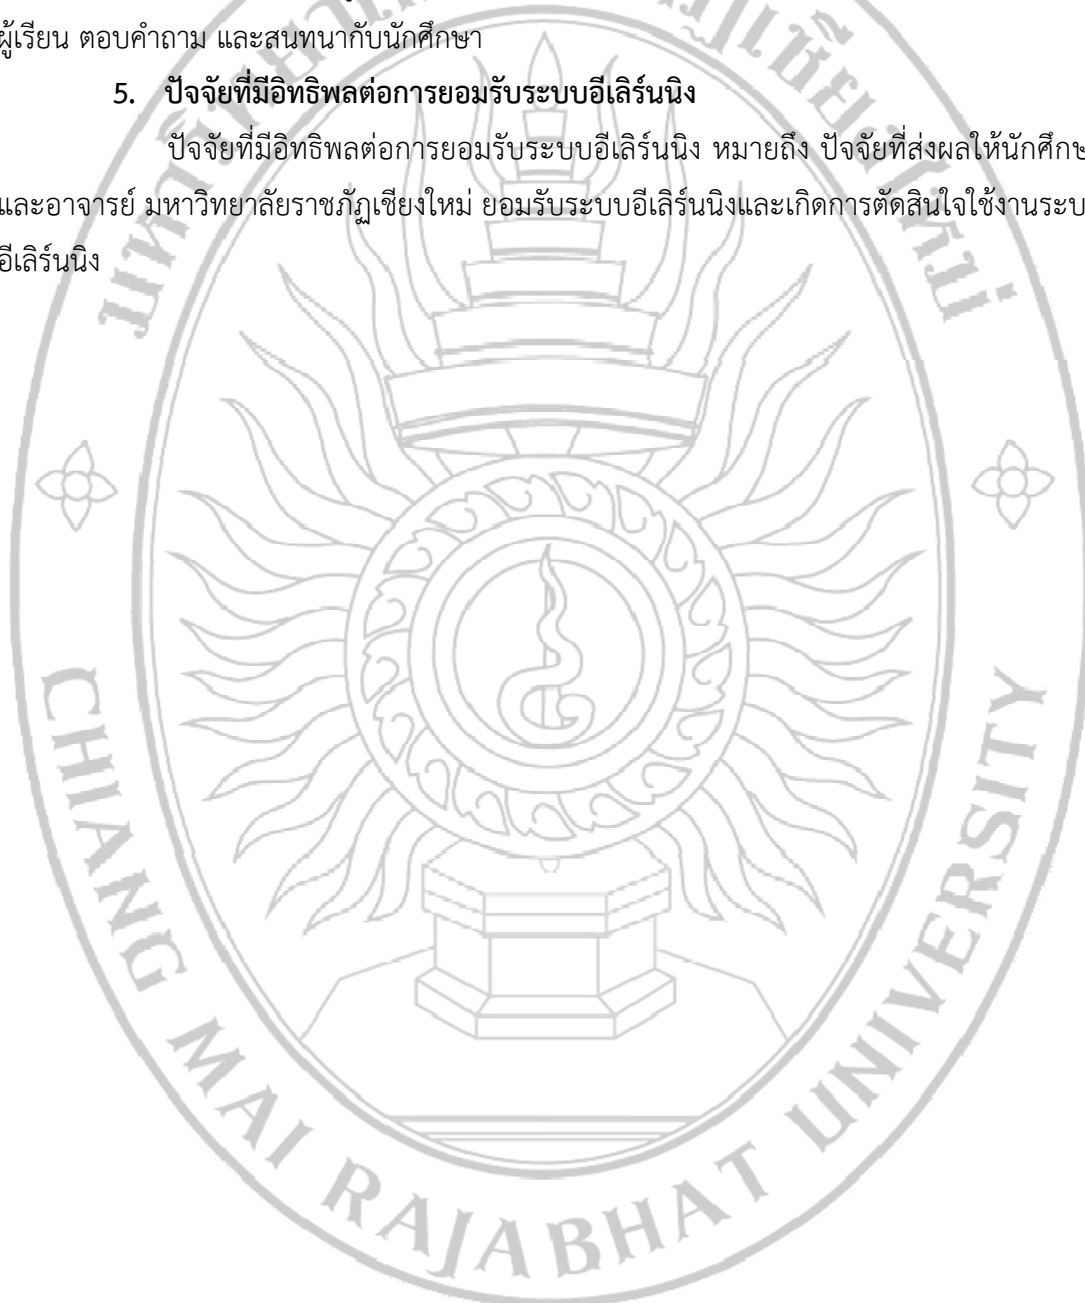 ผู้เรียน ตอบคำถาม และสนทนากับนักศึกษา
5. ปัจจัยที่มีอิทธิพลต่อการยอมรับระบบอีเลิร์นนิง
ปัจจัยที่มีอิทธิพลต่อการยอมรับระบบอีเลิร์นนิง หมายถึง ปัจจัยที่ส่งผลให้นักศึกษ
และอาจารย์ มหาวิทยาลัยราชภัฏเชียงใหม่ ยอมรับระบบอีเลิร์นนิงและเกิดการตัดสินใจใช้งานระบ
อีเลิร์นนิง
CHIANG MAI RAJABHAT UNIVERSITY